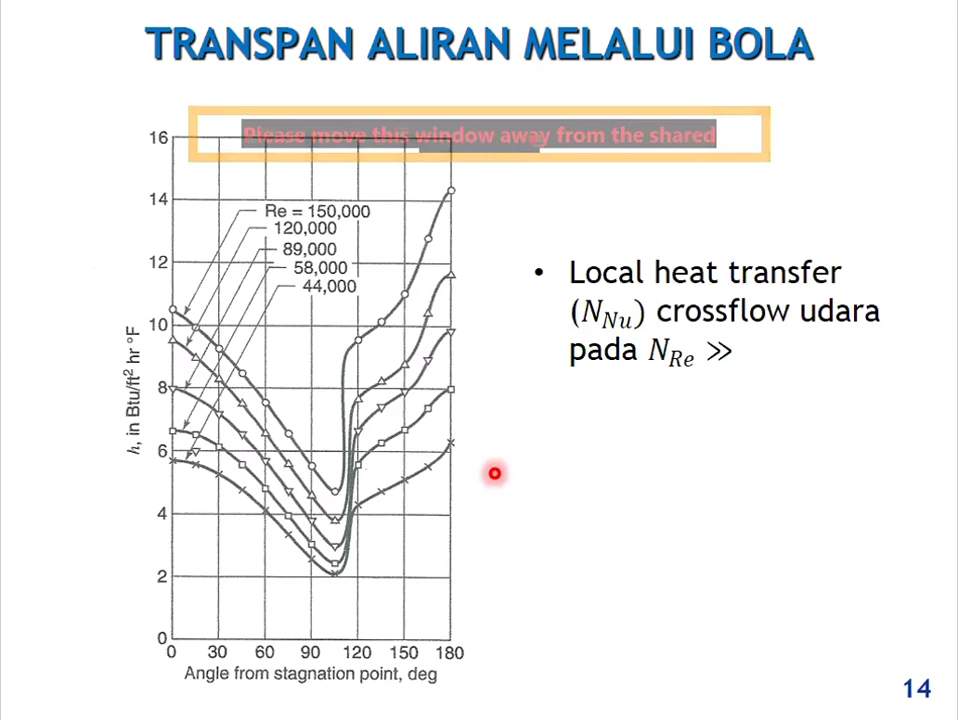 TRANSPAN ALIRAN MELALUI BOLA
Please move this window away from the shared
16
14
12
10
8
6
4
2
0
h, in Btu/ft² hr °F
Re = 150,000
120,000
89,000
58,000
44,000
0 30 60 90 120 150 180
Angle from stagnation point, deg
• Local heat transfer
(N_Nu) crossflow udara
pada N_Re ≫
14